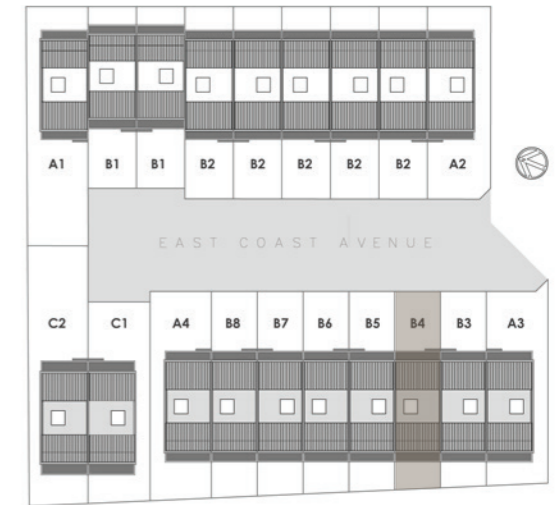 A1 B1 B1 B2 B2 B2 B2 B2 A2
EAST COAST AVENUE
C2 C1 A4 B8 B7 B6 B5 B4 B3 A3